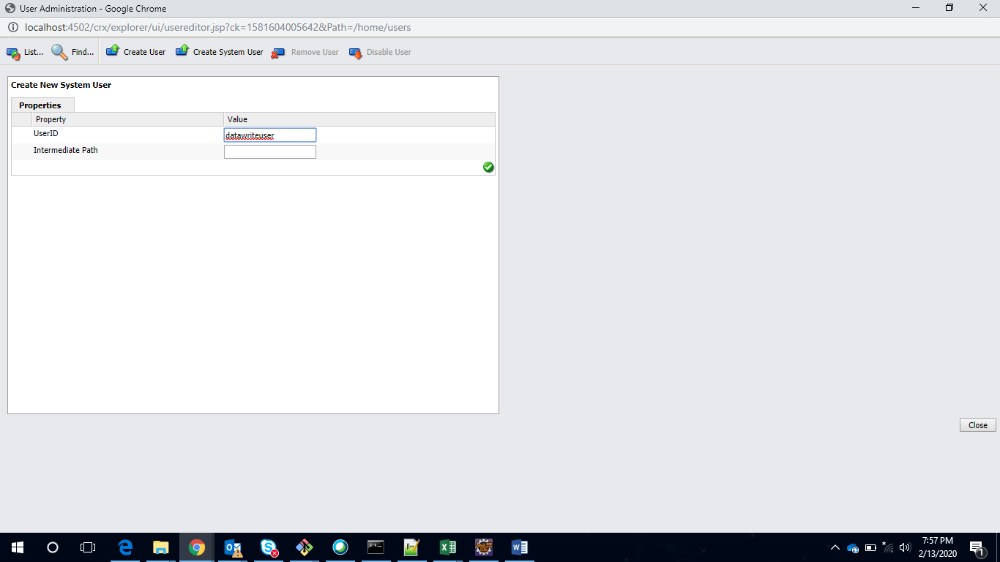 User Administration - Google Chrome
localhost:4502/crx/explorer/ui/usereditor.jsp?ck=1581604005642&Path=/home/users
List... Find... Create User Create System User Remove User Disable User
Create New System User
Properties
Property Value
UserID datawriteuser
Intermediate Path
Close
7:57 PM
2/13/2020
1